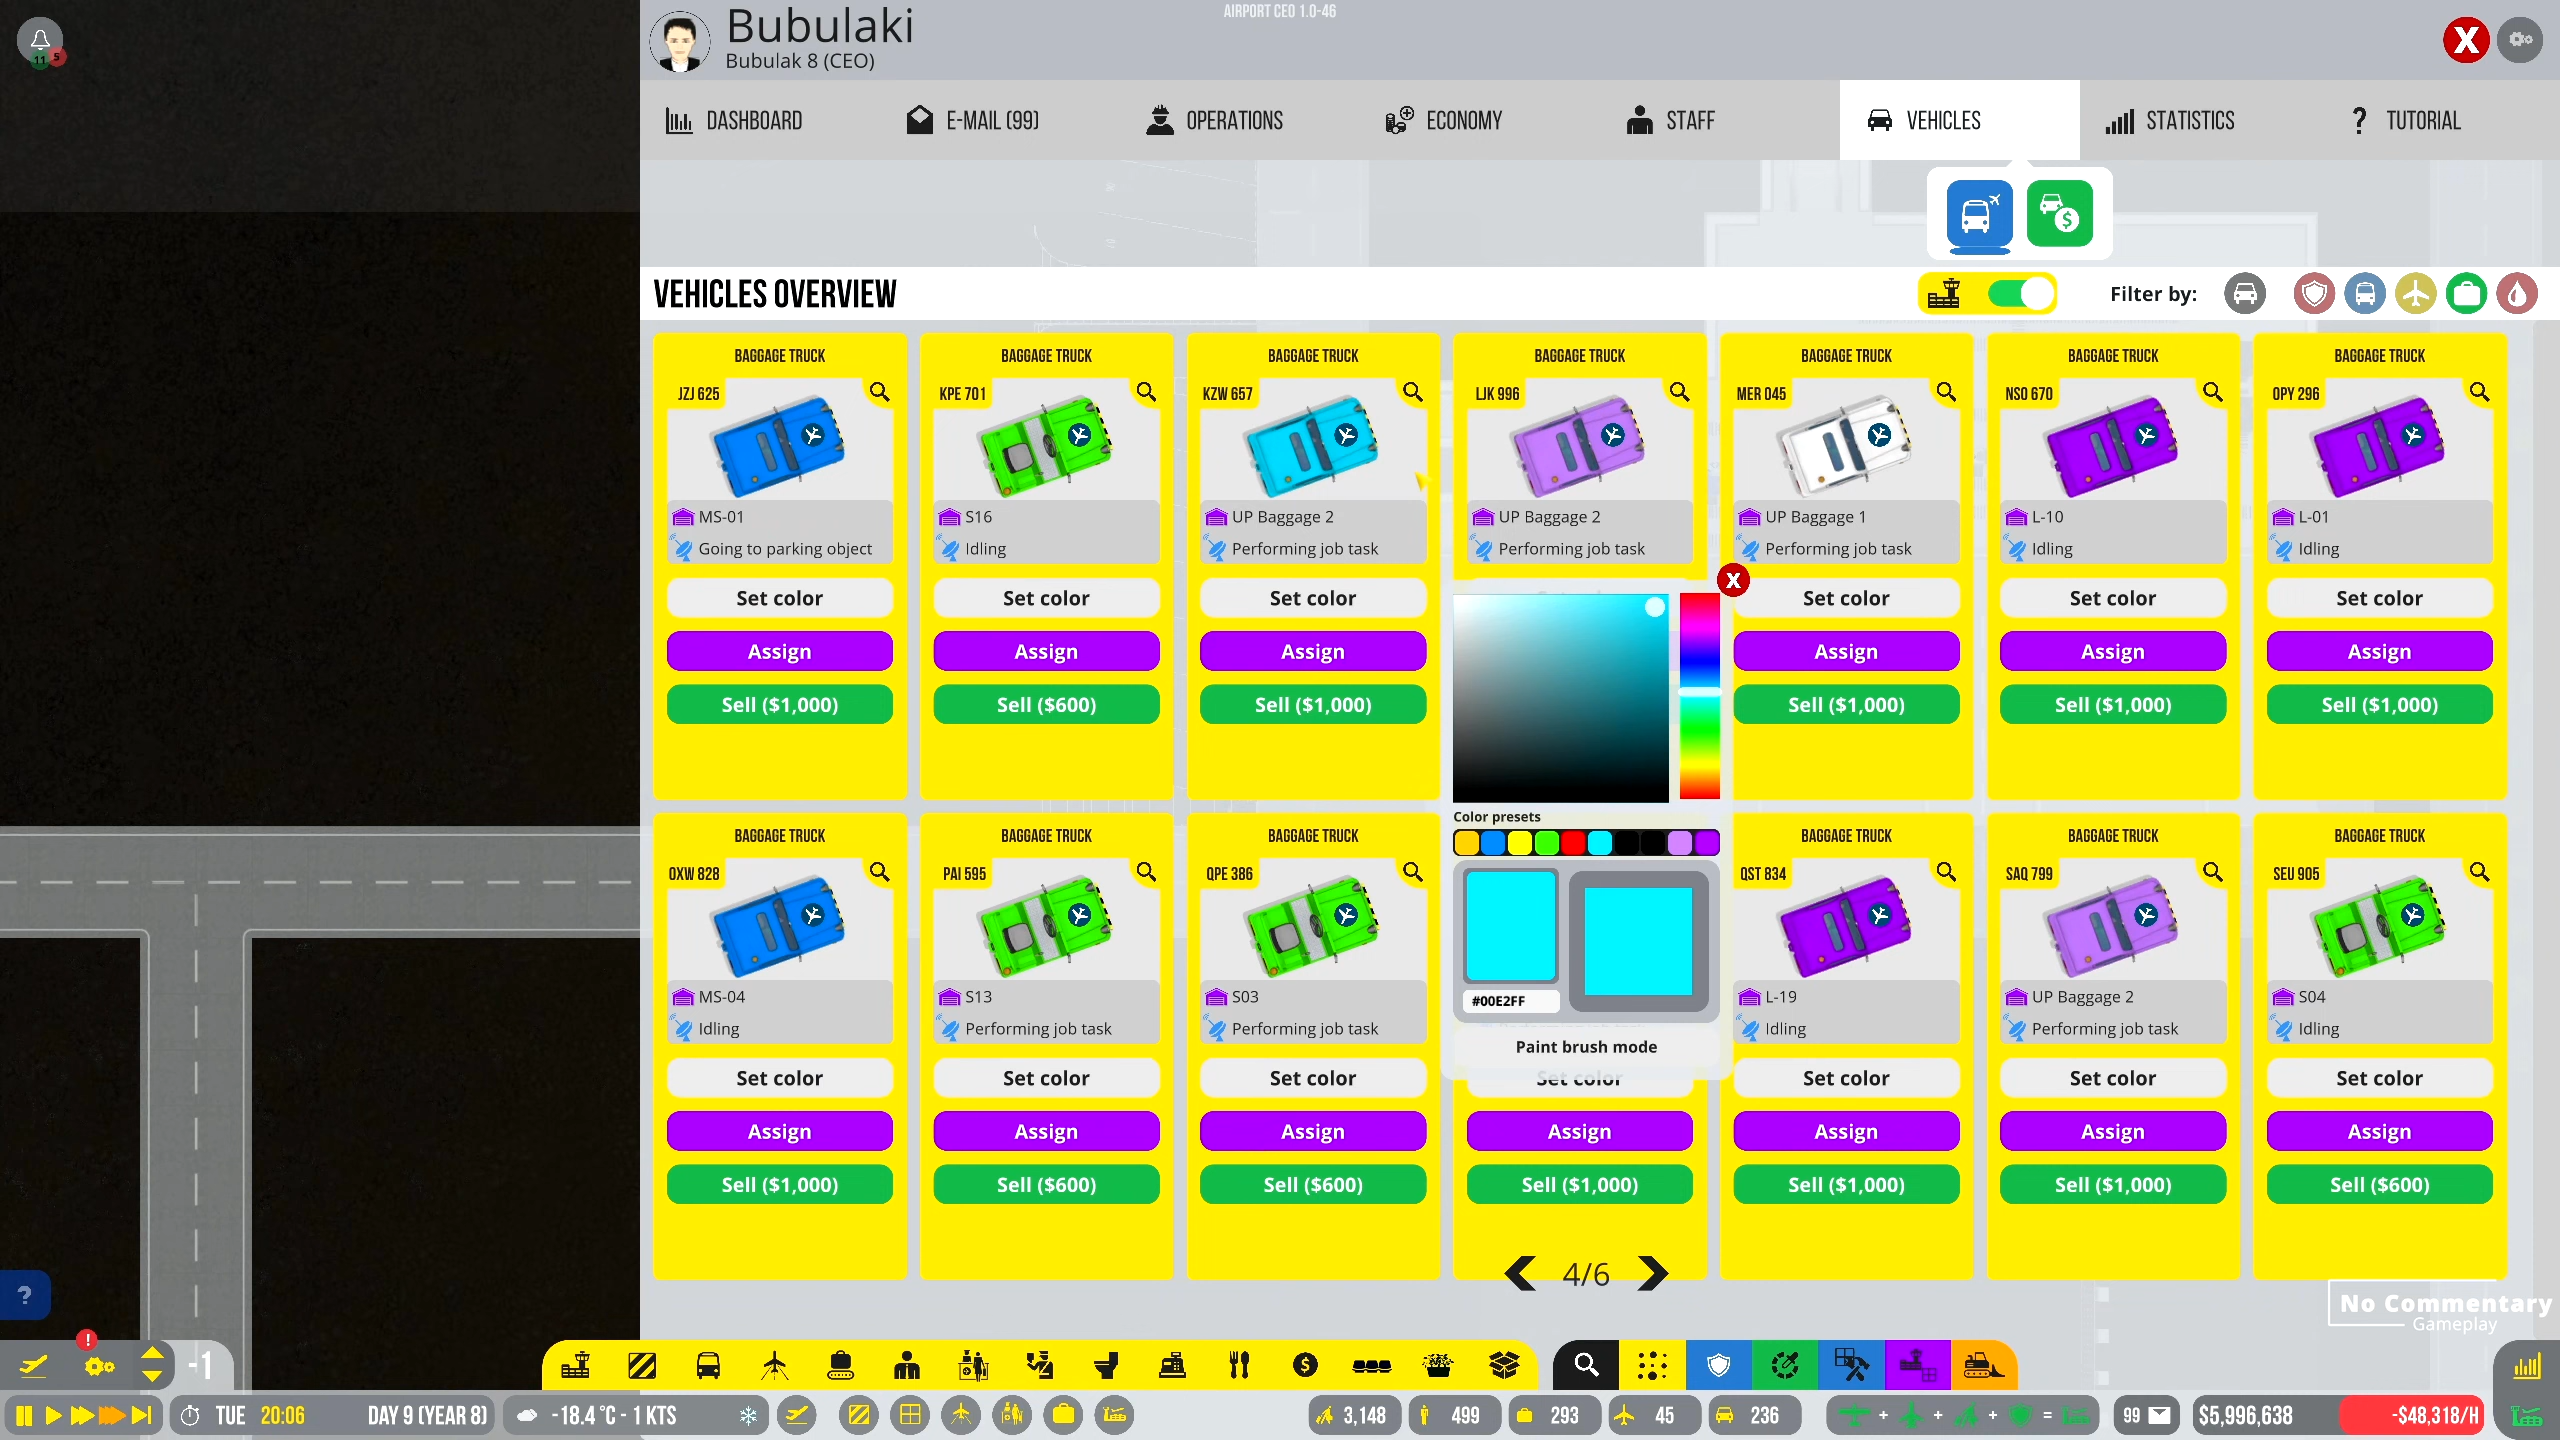 AIRPORT CEO 1.0-46
Bubulaki
Bubulak 8 (CEO)
11 5
X
DASHBOARD
E-MAIL (99)
OPERATIONS
ECONOMY
STAFF
VEHICLES
STATISTICS
? TUTORIAL
VEHICLES OVERVIEW
Filter by:
BAGGAGE TRUCK BAGGAGE TRUCK BAGGAGE TRUCK BAGGAGE TRUCK BAGGAGE TRUCK BAGGAGE TRUCK BAGGAGE TRUCK
JZJ 625 KPE 701 KZW 657 LJK 996 MER 045 NSO 670 OPY 296
MS-01 S16 UP Baggage 2 UP Baggage 2 UP Baggage 1 L-10 L-01
Going to parking object Idling Performing job task Performing job task Performing job task Idling Idling
X
Set color Set color Set color Set color Set color Set color
Assign Assign Assign Assign Assign Assign
Sell ($1,000) Sell ($600) Sell ($1,000) Sell ($1,000) Sell ($1,000) Sell ($1,000)
Color presets
BAGGAGE TRUCK BAGGAGE TRUCK BAGGAGE TRUCK BAGGAGE TRUCK BAGGAGE TRUCK BAGGAGE TRUCK
OXW 828 PAI 595 QPE 386 QST 834 SAQ 799 SEU 905
MS-04 S13 S03 #00E2FF L-19 UP Baggage 2 S04
Idling Performing job task Performing job task Idling Performing job task Idling
Paint brush mode
Set color Set color Set color Set color Set color Set color Set color
Assign Assign Assign Assign Assign Assign Assign
Sell ($1,000) Sell ($600) Sell ($600) Sell ($1,000) Sell ($1,000) Sell ($1,000) Sell ($600)
4/6
?
No Commentary
Gameplay
!
-1
TUE 20:06 DAY 9 (YEAR 8) -18.4 °C - 1 KTS 3,148 499 293 45 236 + + + = 99 $5,996,638 -$48,318/H